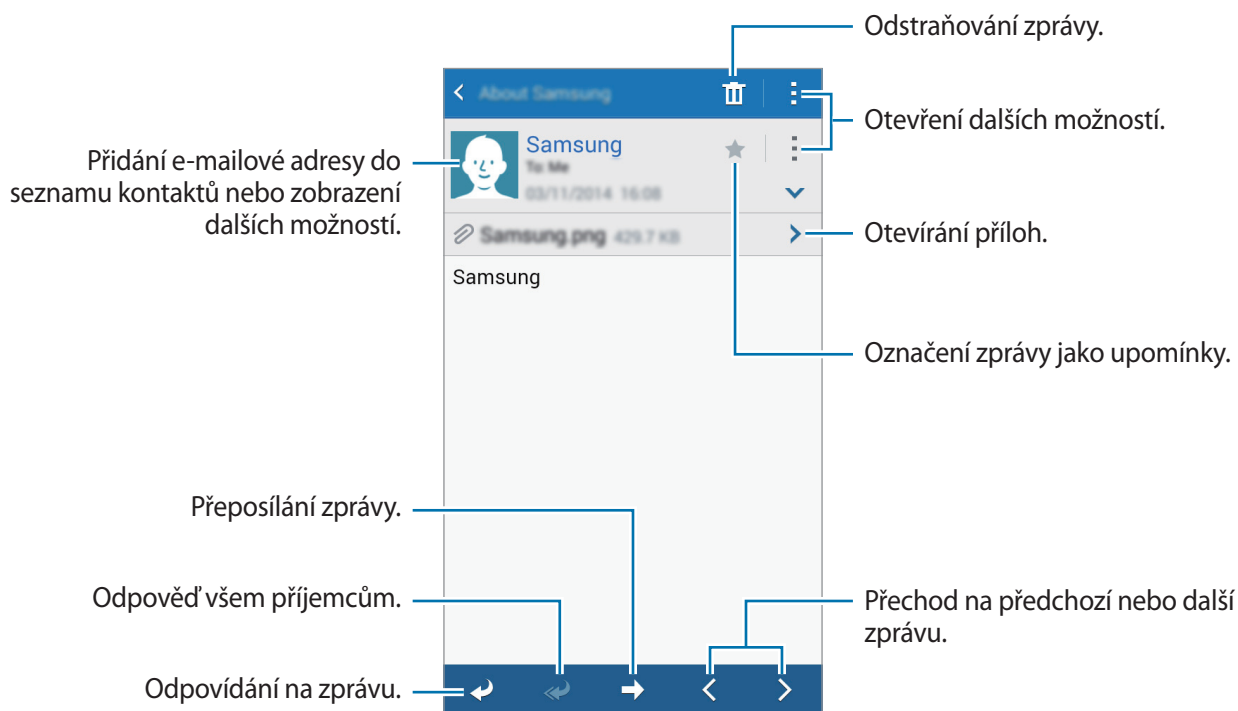 Odstraňování zprávy.
About Samsung
Otevření dalších možností.
Přidání e-mailové adresy do
seznamu kontaktů nebo zobrazení
dalších možností.
Samsung
To: Me
03/11/2014 16:08
Samsung.png 429.7 KB
Otevírání příloh.
Samsung
Označení zprávy jako upomínky.
Přeposílání zprávy.
Odpověď všem příjemcům.
Přechod na předchozí nebo další
zprávu.
Odpovídání na zprávu.